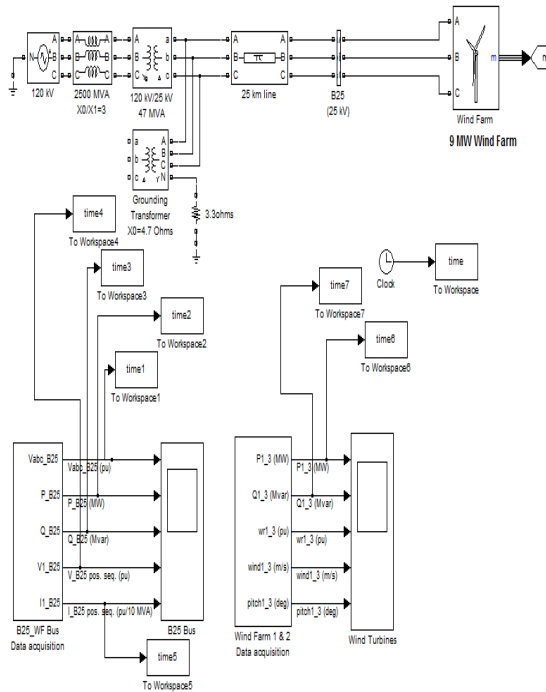 N
A
B
C
A
B
C
A
B
C
A
B
C
a
b
c
A
B
C
A
B
C
A
B
C
m
m
120 kV
2500 MVA
X0/X1=3
120 kV/25 kV
47 MVA
25 km line
B25
(25 kV)
Wind Farm
9 MW Wind Farm
a
b
c
A
B
C
N
Grounding
Transformer
X0=4.7 Ohms
3.3ohms
time4
To Workspace4
time3
To Workspace3
time2
To Workspace2
time1
To Workspace1
time7
To Workspace7
Clock
time
To Workspace
time6
To Workspace6
Vabc_B25
Vabc_B25 (pu)
P_B25
P_B25 (MW)
Q_B25
Q_B25 (Mvar)
V1_B25
V_B25 pos. seq. (pu)
I1_B25
I_B25 pos. seq. (pu/10 MVA)
B25_WF Bus
Data acquisition
B25 Bus
time5
To Workspace5
P1_3 (MW)
P1_3 (MW)
Q1_3 (Mvar)
Q1_3 (Mvar)
wr1_3 (pu)
wr1_3 (pu)
wind1_3 (m/s)
wind1_3 (m/s)
pitch1_3 (deg)
pitch1_3 (deg)
Wind Farm 1 & 2
Data acquisition
Wind Turbines